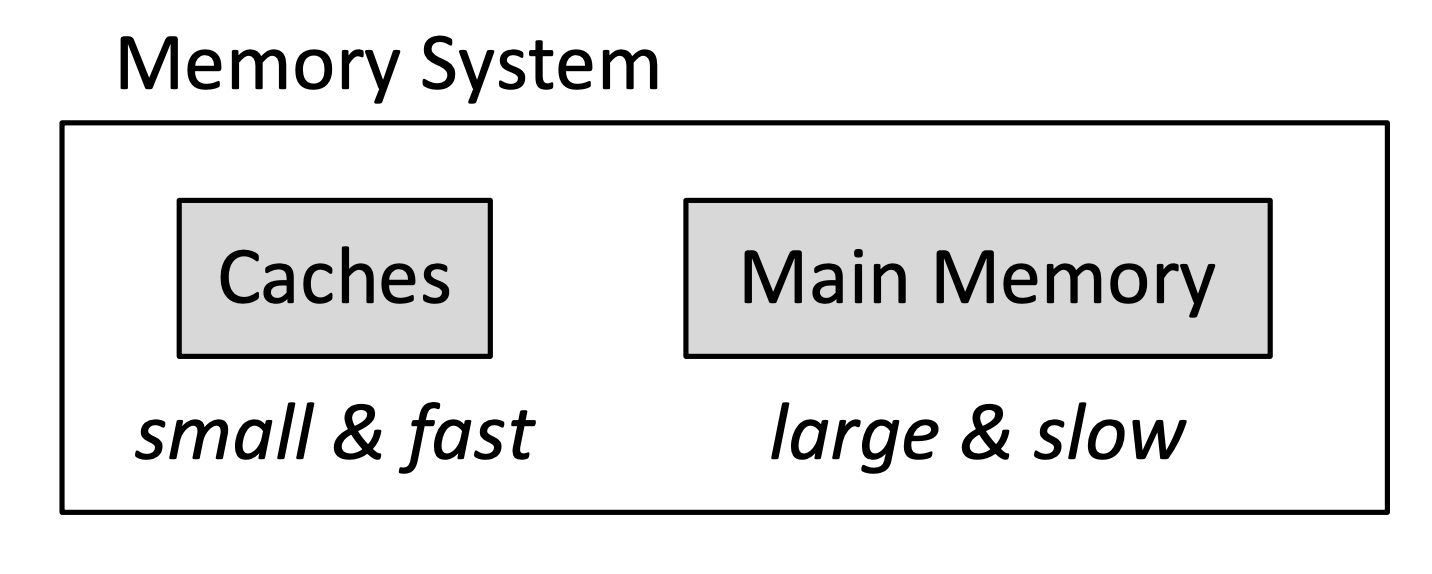 Memory System
Caches
Main Memory
small & fast
large & slow